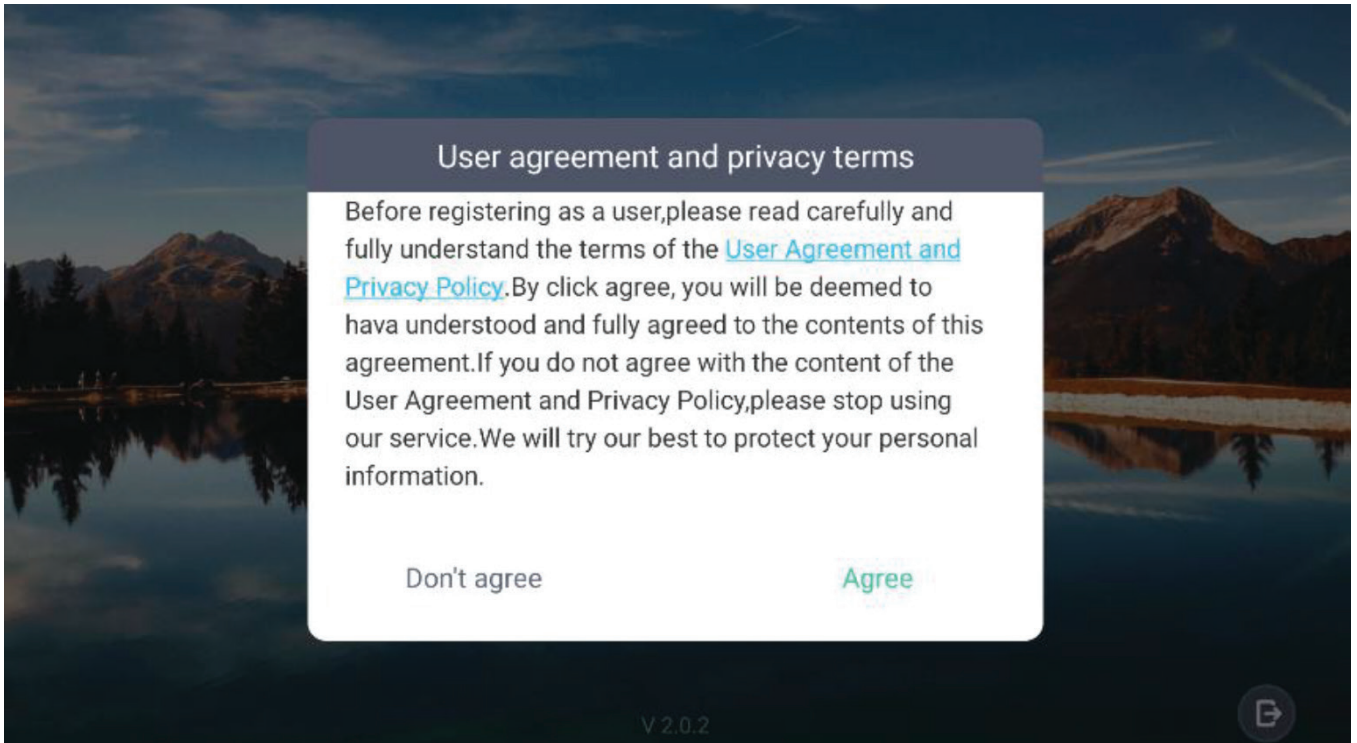 User agreement and privacy terms
Before registering as a user,please read carefully and
fully understand the terms of the User Agreement and
Privacy Policy.By click agree, you will be deemed to
hava understood and fully agreed to the contents of this
agreement.If you do not agree with the content of the
User Agreement and Privacy Policy,please stop using
our service.We will try our best to protect your personal
information.
Don't agree
Agree
V 2.0.2